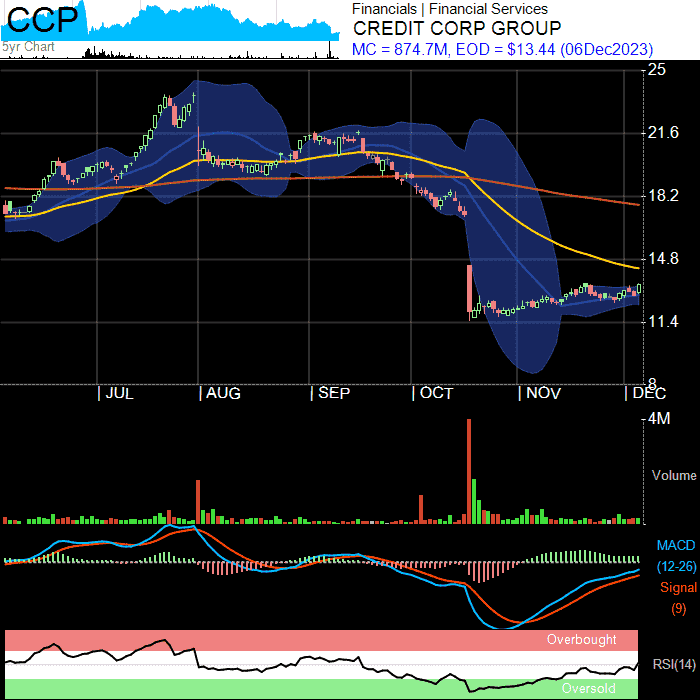 CCP
5yr Chart
Financials | Financial Services
CREDIT CORP GROUP
MC = 874.7M, EOD = $13.44 (06Dec2023)
25
21.6
18.2
14.8
11.4
8
| JUL | AUG | SEP | OCT | NOV | DEC
4M
Volume
MACD
(12-26)
Signal
(9)
Overbought
RSI(14)
Oversold